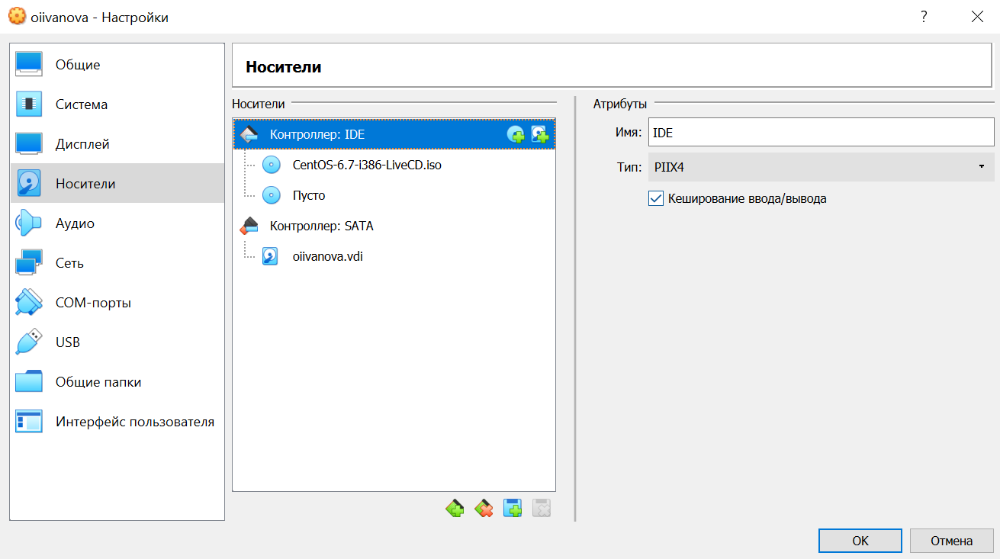 oiivanova - Настройки
?
Общие
Система
Дисплей
Носители
Аудио
Сеть
COM-порты
USB
Общие папки
Интерфейс пользователя
Носители
Носители
Контроллер: IDE
CentOS-6.7-i386-LiveCD.iso
Пусто
Контроллер: SATA
oiivanova.vdi
Атрибуты
Имя: IDE
Тип: PIIX4
Кеширование ввода/вывода
OK
Отмена